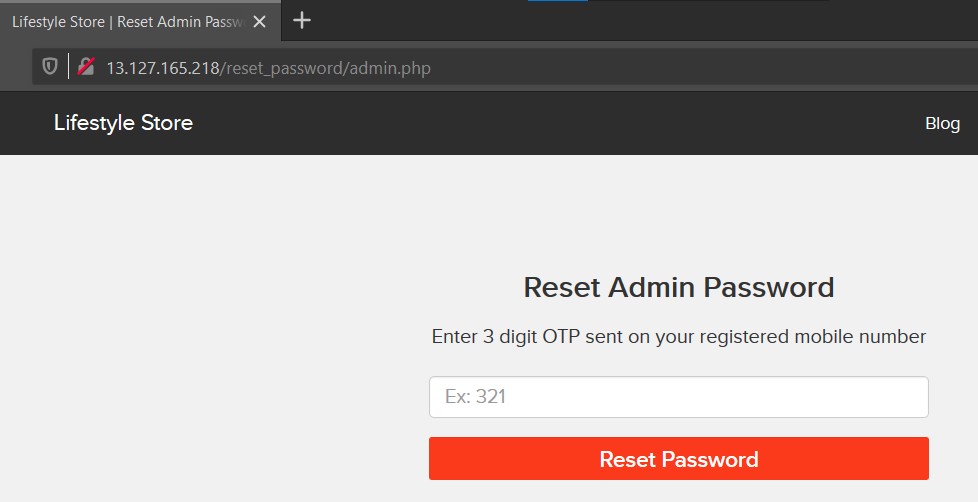 Lifestyle Store | Reset Admin Passw
13.127.165.218/reset_password/admin.php
Lifestyle Store
Blog
Reset Admin Password
Enter 3 digit OTP sent on your registered mobile number
Ex: 321
Reset Password